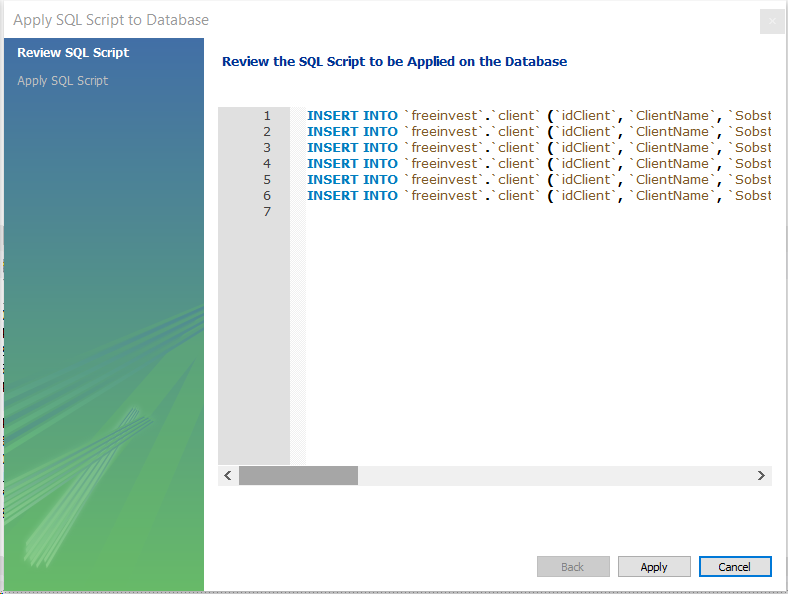 Apply SQL Script to Database
Review SQL Script
Apply SQL Script
Review the SQL Script to be Applied on the Database
1 INSERT INTO `freeinvest`.`client` (`idClient`, `ClientName`, `Sobst
2 INSERT INTO `freeinvest`.`client` (`idClient`, `ClientName`, `Sobst
3 INSERT INTO `freeinvest`.`client` (`idClient`, `ClientName`, `Sobst
4 INSERT INTO `freeinvest`.`client` (`idClient`, `ClientName`, `Sobst
5 INSERT INTO `freeinvest`.`client` (`idClient`, `ClientName`, `Sobst
6 INSERT INTO `freeinvest`.`client` (`idClient`, `ClientName`, `Sobst
7
Back Apply Cancel